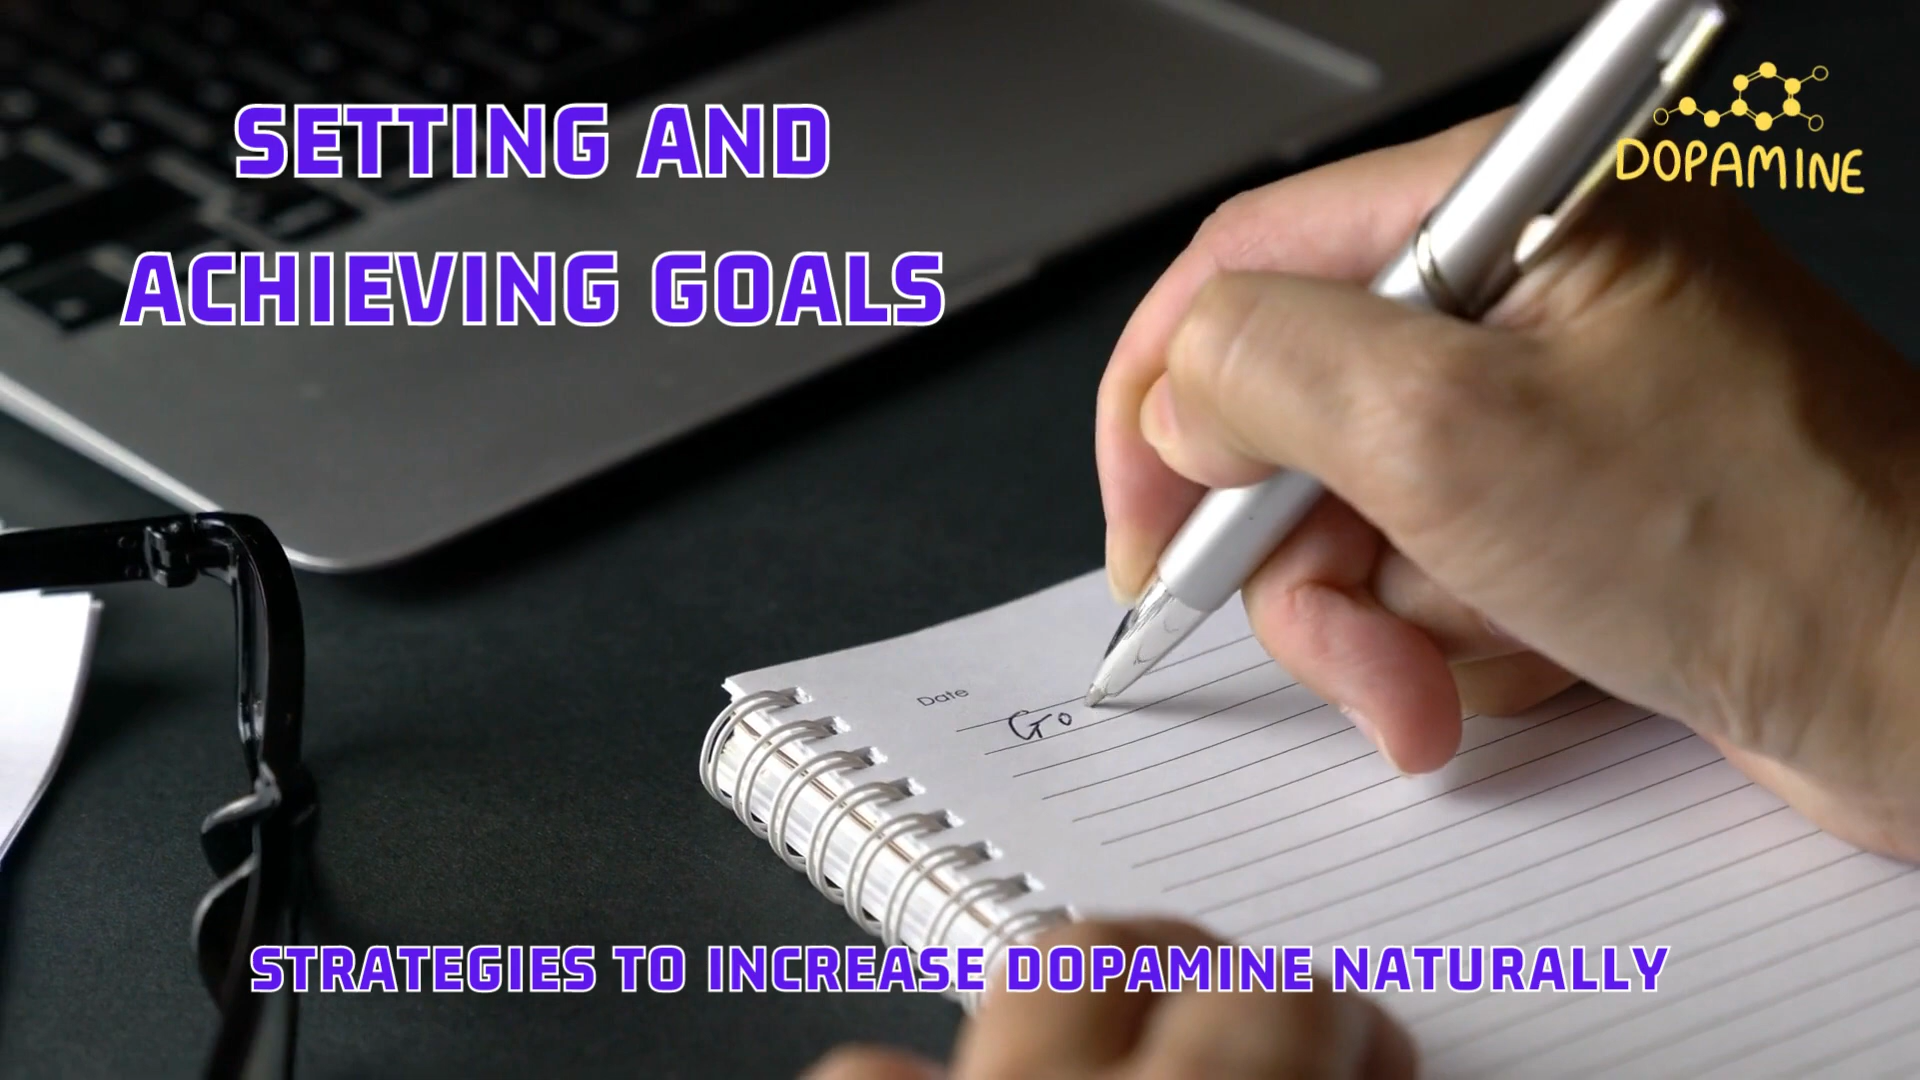 SETTING AND
ACHIEVING GOALS
DOPAMINE
Date
Go
STRATEGIES TO INCREASE DOPAMINE NATURALLY